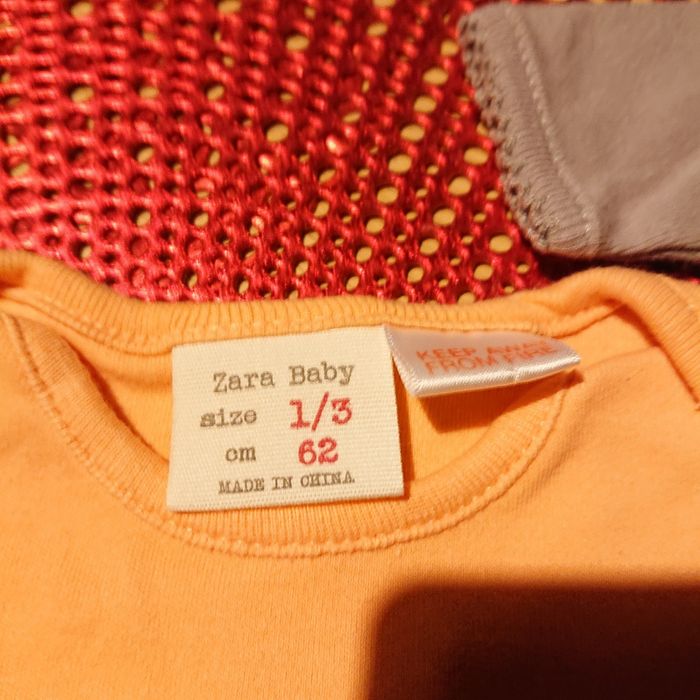 Zara Baby
size 1/3
cm 62
MADE IN CHINA
KEEP AWAY
FROM FIRE